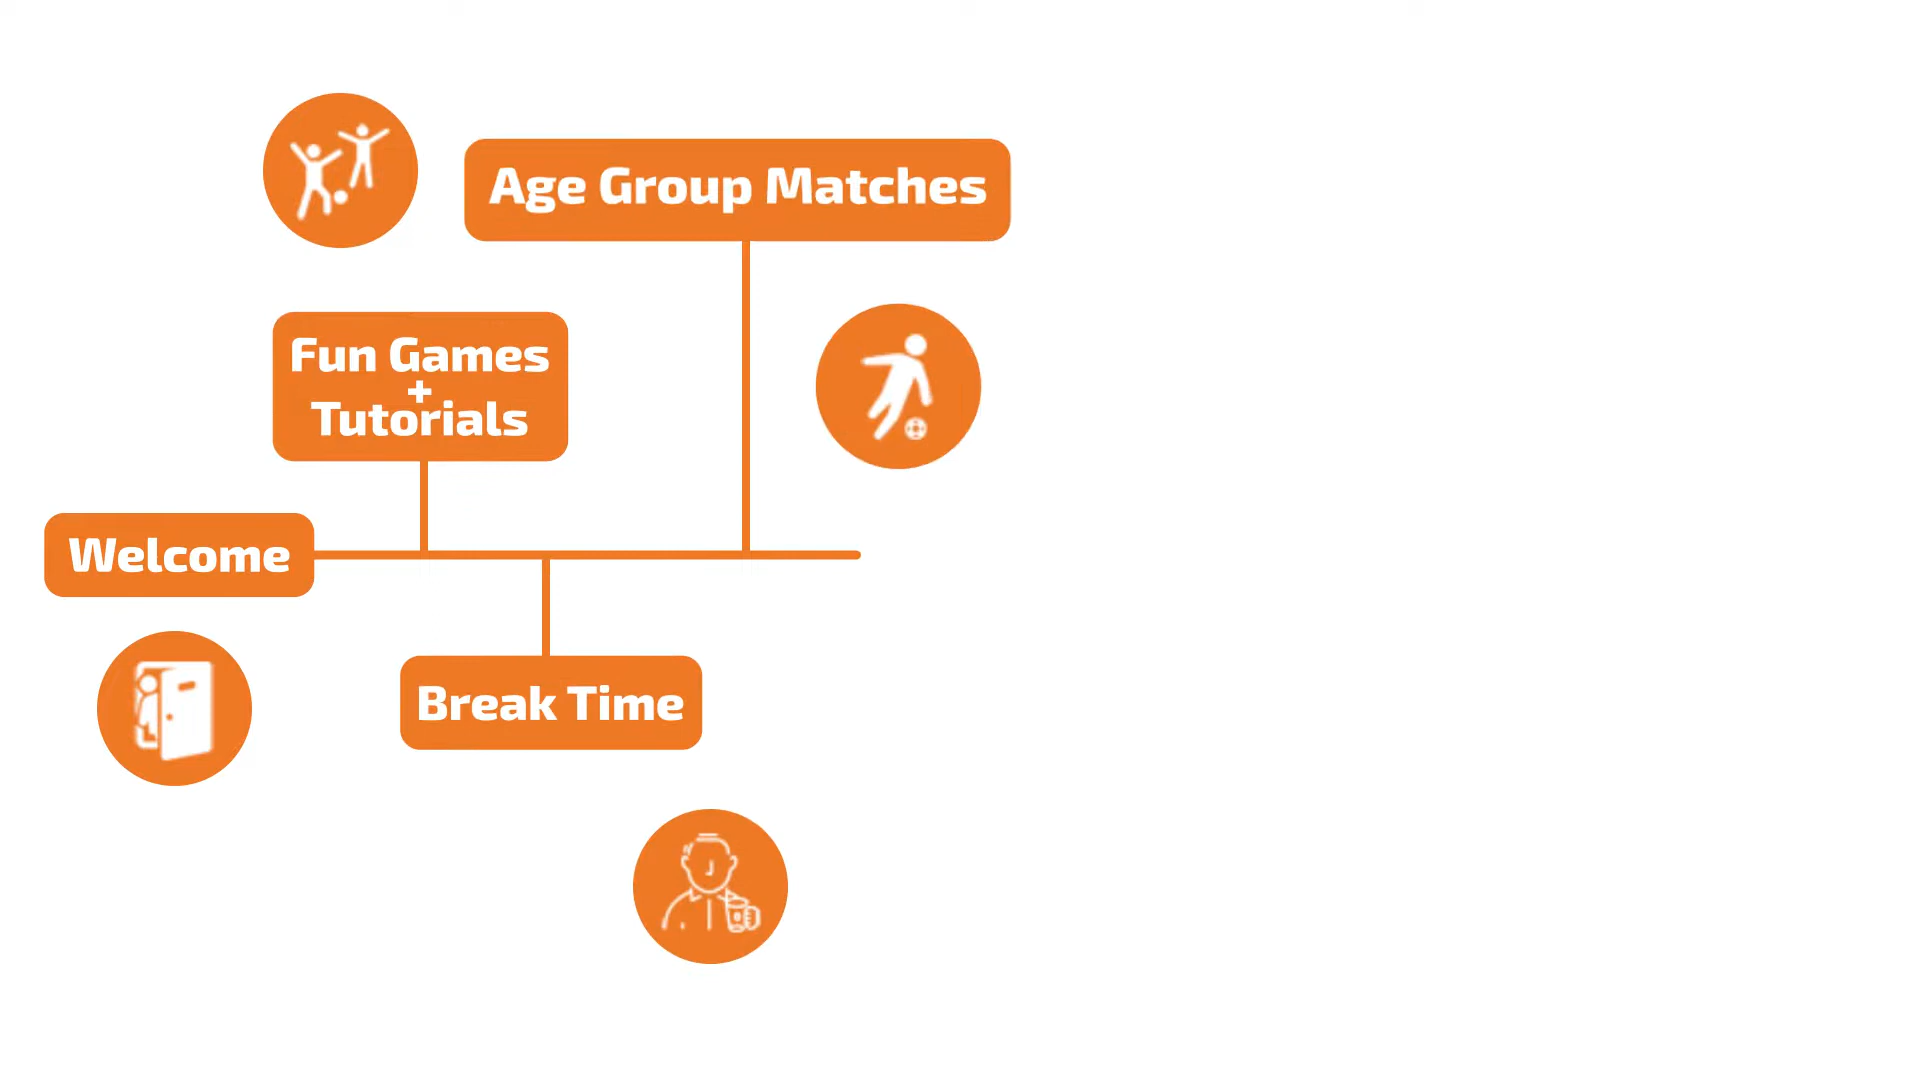 Age Group Matches
Fun Games
+
Tutorials
Welcome
Break Time